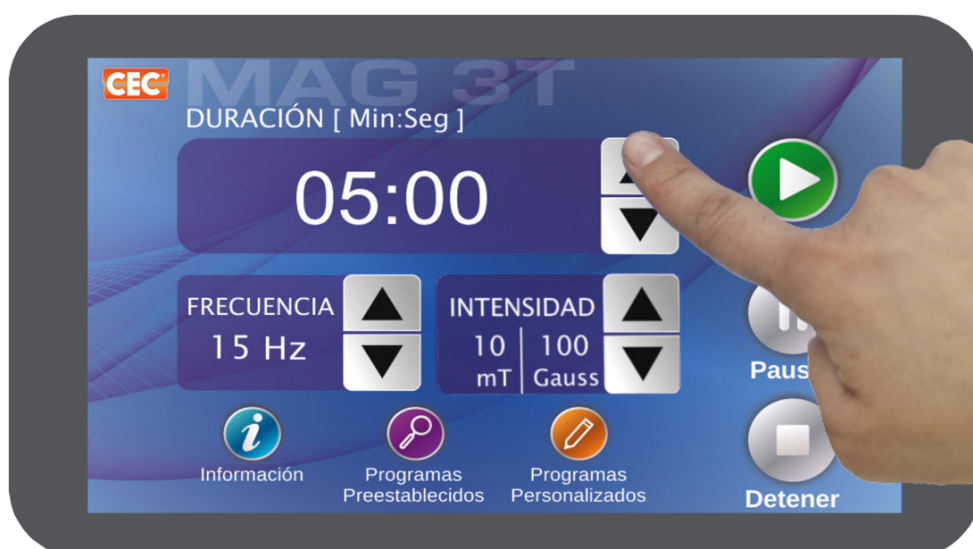 CEC
MAG 3T
DURACIÓN [ Min:Seg ]
05:00
FRECUENCIA
15 Hz
INTENSIDAD
10 100
mT Gauss
Información
Programas
Preestablecidos
Programas
Personalizados
Paus
Detener